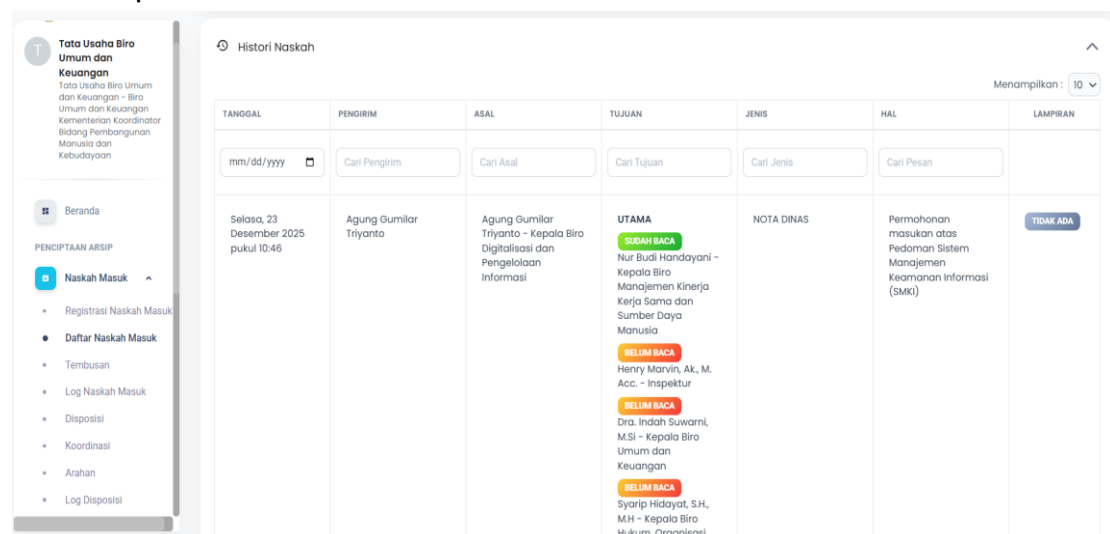 T
Tata Usaha Biro
Umum dan
Keuangan
Tata Usaha Biro Umum
dan Keuangan - Biro
Umum dan Keuangan
Kementerian Koordinator
Bidang Pembangunan
Manusia dan
Kebudayaan
Beranda
PENCIPTAAN ARSIP
Naskah Masuk
Registrasi Naskah Masuk
Daftar Naskah Masuk
Tembusan
Log Naskah Masuk
Disposisi
Koordinasi
Arahan
Log Disposisi
Histori Naskah
Menampilkan : 10
TANGGAL PENGIRIM ASAL TUJUAN JENIS HAL LAMPIRAN
mm/dd/yyyy Cari Pengirim Cari Asal Cari Tujuan Cari Jenis Cari Pesan
Selasa, 23
Desember 2025
pukul 10:46
Agung Gumilar
Triyanto
Agung Gumilar
Triyanto - Kepala Biro
Digitalisasi dan
Pengelolaan
Informasi
UTAMA
SUDAH BACA
Nur Budi Handayani -
Kepala Biro
Manajemen Kinerja
Kerja Sama dan
Sumber Daya
Manusia
BELUM BACA
Henry Marvin, Ak., M.
Acc. - Inspektur
BELUM BACA
Dra. Indah Suwarni,
M.Si - Kepala Biro
Umum dan
Keuangan
BELUM BACA
Syarip Hidayat, S.H.,
M.H - Kepala Biro
Hukum, Organisasi
NOTA DINAS
Permohonan
masukan atas
Pedoman Sistem
Manajemen
Keamanan Informasi
(SMKI)
TIDAK ADA